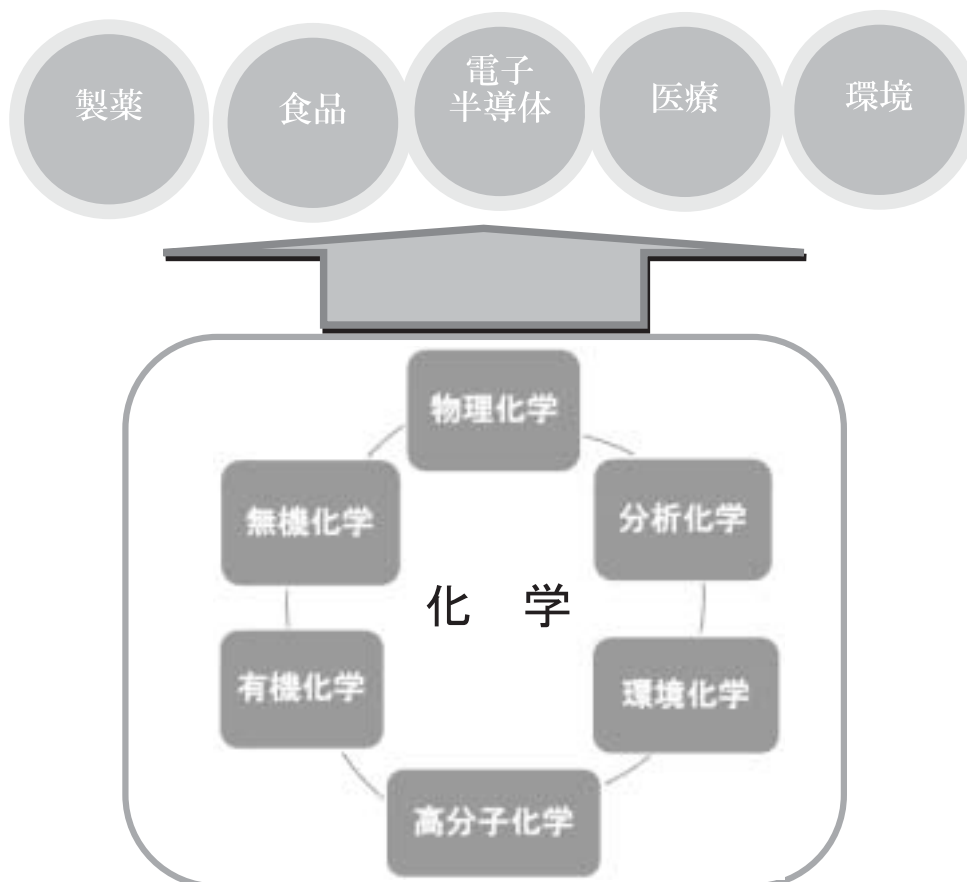 製薬
食品
電子
半導体
医療
環境
物理化学
無機化学
分析化学
化 学
有機化学
環境化学
高分子化学